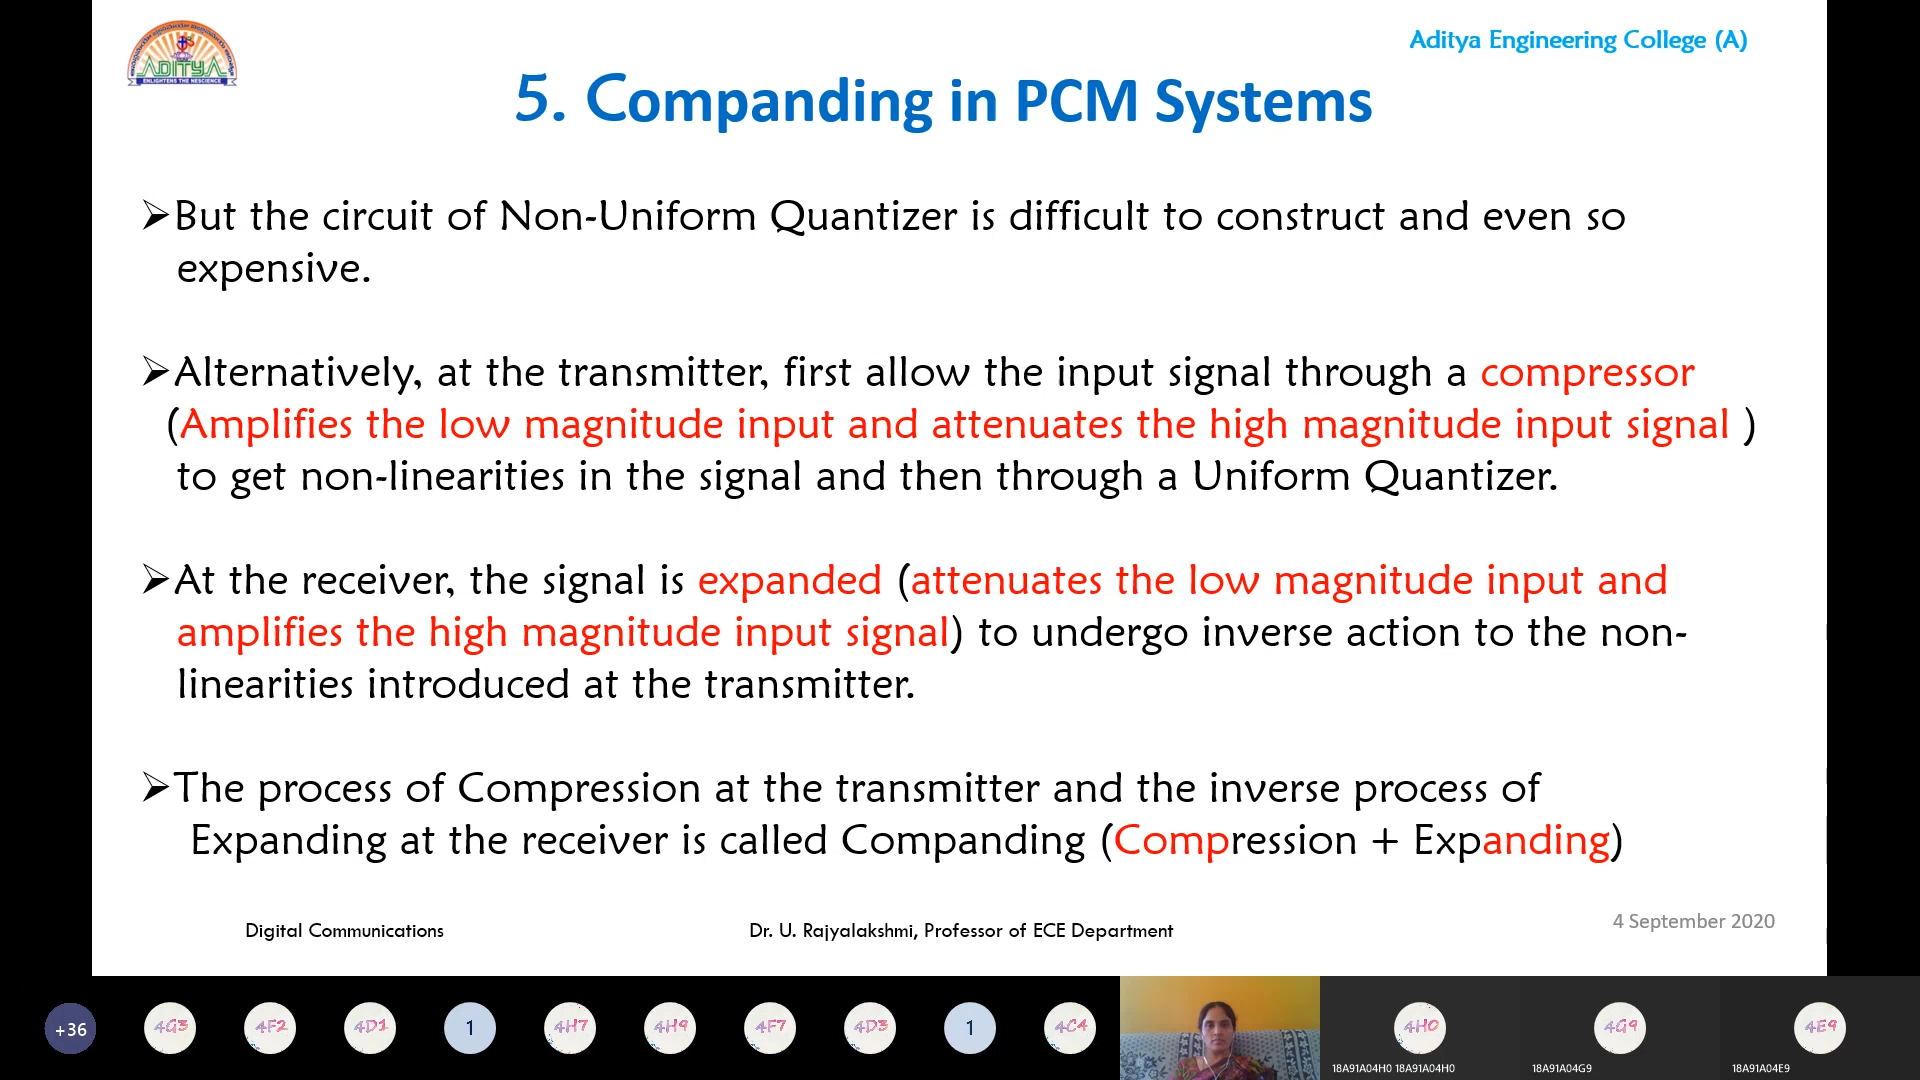 Aditya Engineering College (A)
ADITYA
ENLIGHTENS THE NESCIENCE
5. Companding in PCM Systems
➢But the circuit of Non-Uniform Quantizer is difficult to construct and even so
expensive.
➢Alternatively, at the transmitter, first allow the input signal through a compressor
(Amplifies the low magnitude input and attenuates the high magnitude input signal )
to get non-linearities in the signal and then through a Uniform Quantizer.
➢At the receiver, the signal is expanded (attenuates the low magnitude input and
amplifies the high magnitude input signal) to undergo inverse action to the non-
linearities introduced at the transmitter.
➢The process of Compression at the transmitter and the inverse process of
Expanding at the receiver is called Companding (Compression + Expanding)
Digital Communications
Dr. U. Rajyalakshmi, Professor of ECE Department
4 September 2020
+36
4G3
4F2
4D1
1
4H7
4H9
4F7
4D3
1
4C4
4H0
4G9
4E9
18A91A04H0 18A91A04H0
18A91A04G9
18A91A04E9